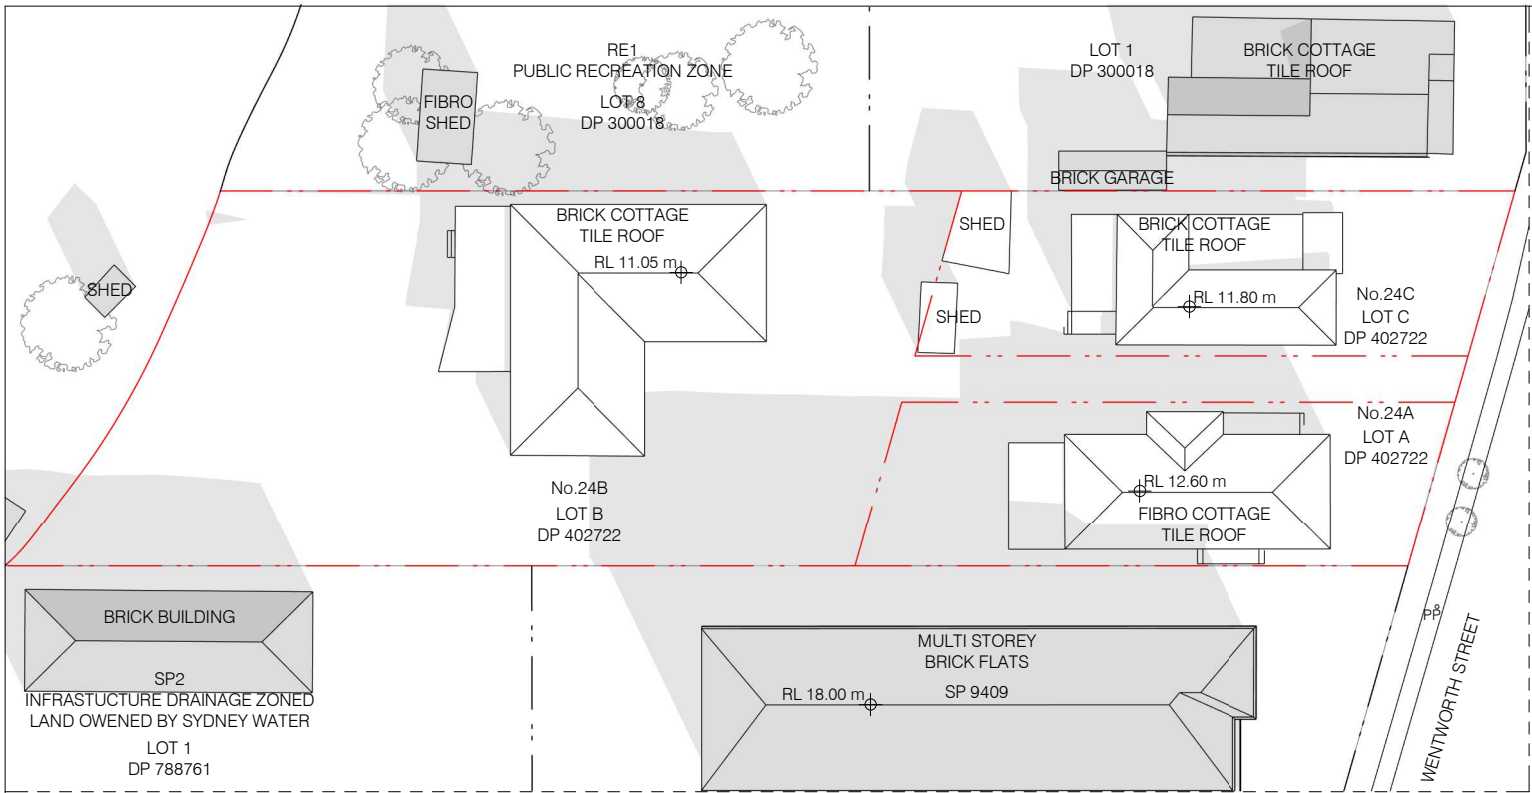 RE1
PUBLIC RECREATION ZONE
LOT 8
DP 300018
FIBRO
SHED
LOT 1
DP 300018
BRICK COTTAGE
TILE ROOF
BRICK GARAGE
BRICK COTTAGE
TILE ROOF
RL 11.05 m
SHED
SHED
SHED
BRICK COTTAGE
TILE ROOF
RL 11.80 m
No.24C
LOT C
DP 402722
No.24A
LOT A
DP 402722
RL 12.60 m
FIBRO COTTAGE
TILE ROOF
No.24B
LOT B
DP 402722
BRICK BUILDING
SP2
INFRASTUCTURE DRAINAGE ZONED
LAND OWENED BY SYDNEY WATER
LOT 1
DP 788761
MULTI STOREY
BRICK FLATS
RL 18.00 m
SP 9409
PP
WENTWORTH STREET